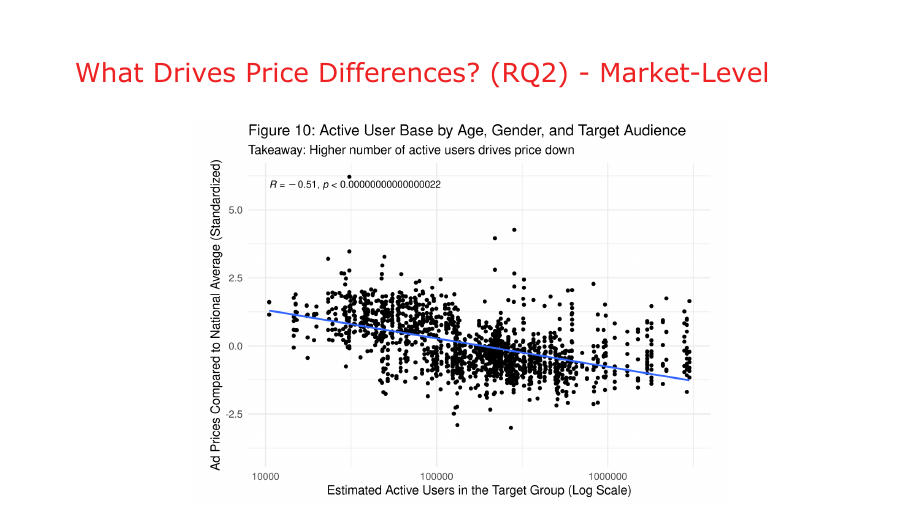 What Drives Price Differences? (RQ2) - Market-Level
Figure 10: Active User Base by Age, Gender, and Target Audience
Takeaway: Higher number of active users drives price down
R = −0.51, p < 0.00000000000000022
Ad Prices Compared to National Average (Standardized)
5.0
2.5
0.0
-2.5
10000
100000
1000000
Estimated Active Users in the Target Group (Log Scale)